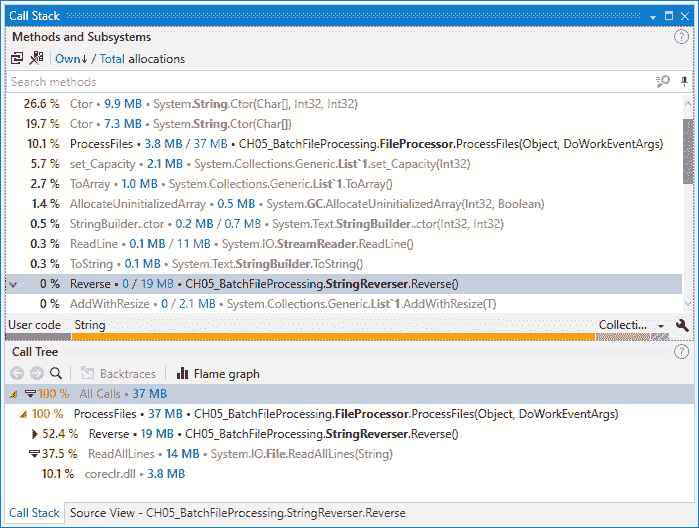 Call Stack
Methods and Subsystems
Own↓ / Total allocations
Search methods
26.6 % Ctor • 9.9 MB • System.String.Ctor(Char[], Int32, Int32)
19.7 % Ctor • 7.3 MB • System.String.Ctor(Char[])
10.1 % ProcessFiles • 3.8 MB / 37 MB • CH05_BatchFileProcessing.FileProcessor.ProcessFiles(Object, DoWorkEventArgs)
5.7 % set_Capacity • 2.1 MB • System.Collections.Generic.List`1.set_Capacity(Int32)
2.7 % ToArray • 1.0 MB • System.Collections.Generic.List`1.ToArray()
1.4 % AllocateUninitializedArray • 0.5 MB • System.GC.AllocateUninitializedArray(Int32, Boolean)
0.5 % StringBuilder..ctor • 0.2 MB / 0.7 MB • System.Text.StringBuilder..ctor(Int32, Int32)
0.3 % ReadLine • 0.1 MB / 11 MB • System.IO.StreamReader.ReadLine()
0.3 % ToString • 0.1 MB • System.Text.StringBuilder.ToString()
0 % Reverse • 0 / 19 MB • CH05_BatchFileProcessing.StringReverser.Reverse()
0 % AddWithResize • 0 / 2.1 MB • System.Collections.Generic.List`1.AddWithResize(T)
User code String Collecti...
Call Tree
Backtraces Flame graph
100 % All Calls • 37 MB
100 % ProcessFiles • 37 MB • CH05_BatchFileProcessing.FileProcessor.ProcessFiles(Object, DoWorkEventArgs)
52.4 % Reverse • 19 MB • CH05_BatchFileProcessing.StringReverser.Reverse()
37.5 % ReadAllLines • 14 MB • System.IO.File.ReadAllLines(String)
10.1 % coreclr.dll • 3.8 MB
Call Stack Source View - CH05_BatchFileProcessing.StringReverser.Reverse